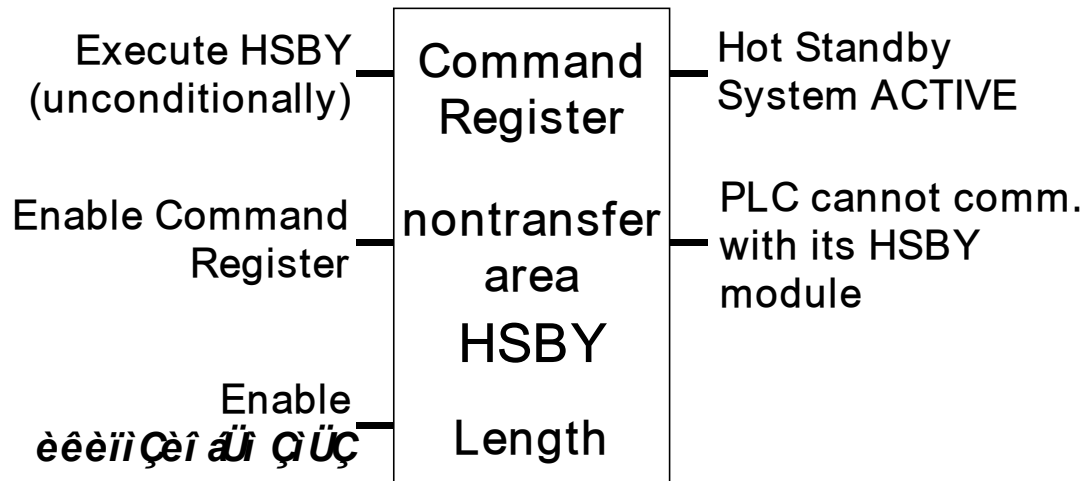 Execute HSBY
(unconditionally)
Enable Command
Register
Enable
Command
Register
nontransfer
area
HSBY
Length
Hot Standby
System ACTIVE
PLC cannot comm.
with its HSBY
module